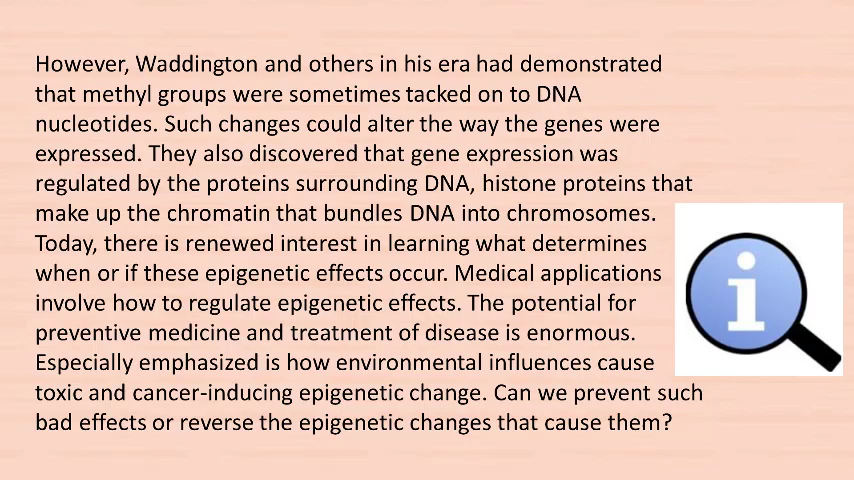 However, Waddington and others in his era had demonstrated
that methyl groups were sometimes tacked on to DNA
nucleotides. Such changes could alter the way the genes were
expressed. They also discovered that gene expression was
regulated by the proteins surrounding DNA, histone proteins that
make up the chromatin that bundles DNA into chromosomes.
Today, there is renewed interest in learning what determines
when or if these epigenetic effects occur. Medical applications
involve how to regulate epigenetic effects. The potential for
preventive medicine and treatment of disease is enormous.
Especially emphasized is how environmental influences cause
toxic and cancer-inducing epigenetic change. Can we prevent such
bad effects or reverse the epigenetic changes that cause them?
i